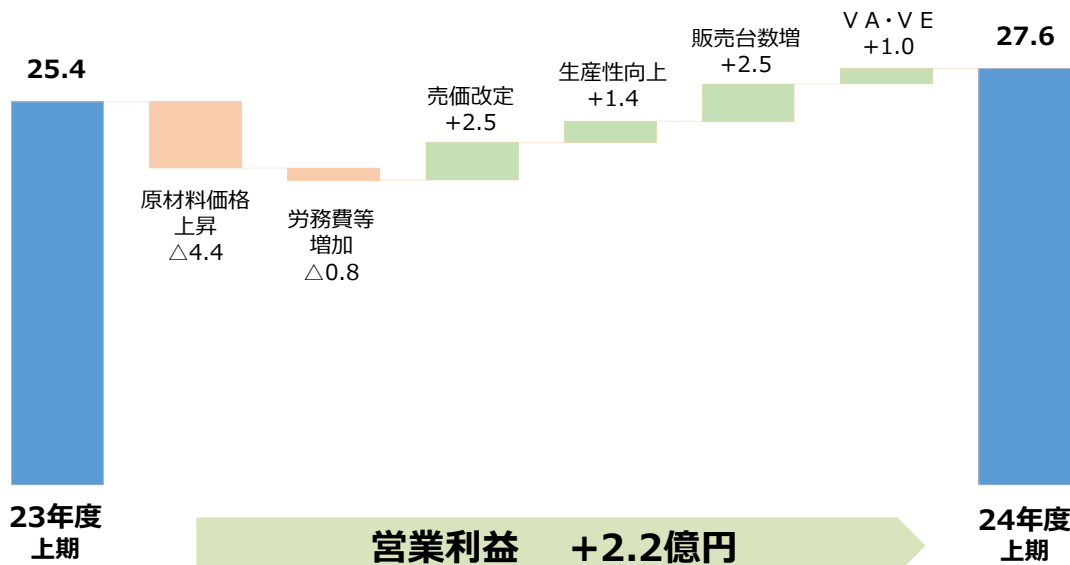 25.4
原材料価格
上昇
△4.4
労務費等
増加
△0.8
売価改定
+2.5
生産性向上
+1.4
販売台数増
+2.5
ＶＡ・ＶＥ
+1.0
27.6
23年度
上期
営業利益　+2.2億円
24年度
上期